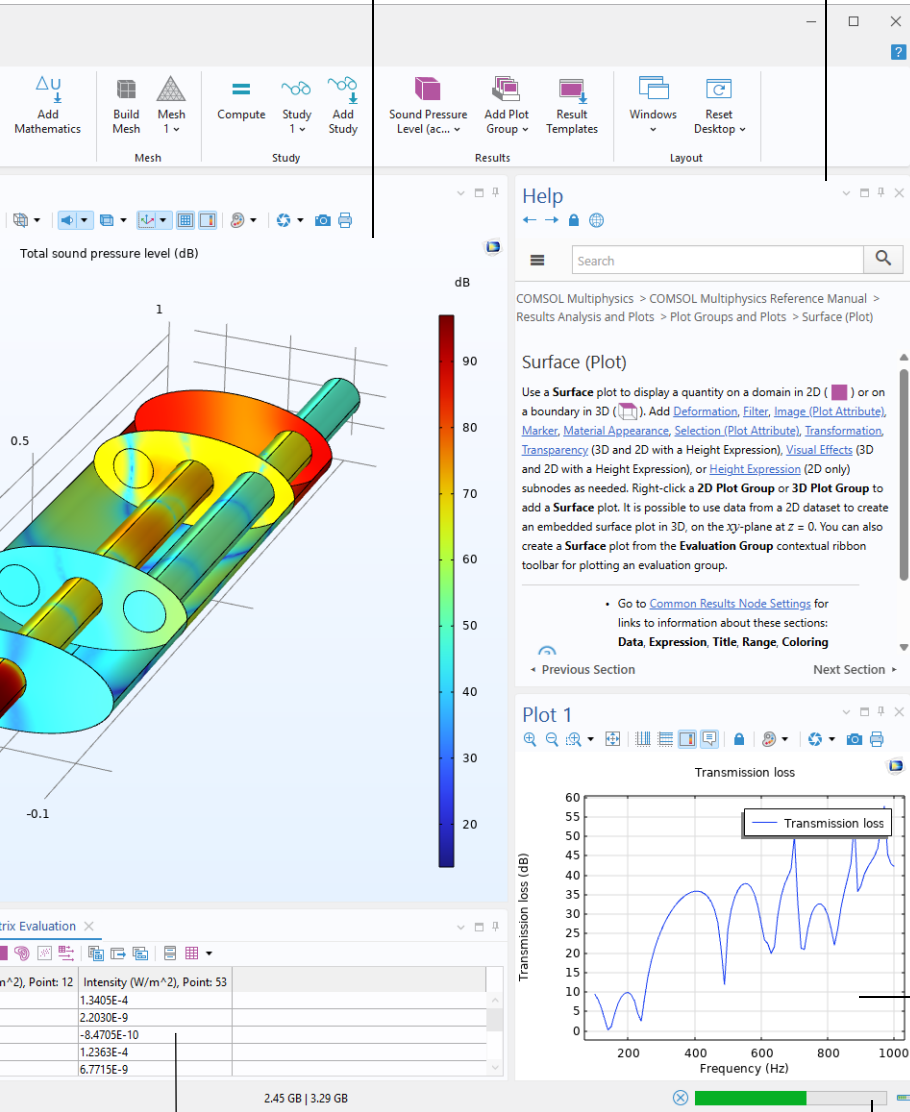 ?
Δu
Add
Mathematics
Build
Mesh
Mesh
1
Mesh
Compute
Study
1
Add
Study
Study
Sound Pressure
Level (ac...
Add Plot
Group
Result
Templates
Results
Windows
Reset
Desktop
Layout
Total sound pressure level (dB)
dB
1
0.5
-0.1
90
80
70
60
50
40
30
20
Help
Search
COMSOL Multiphysics > COMSOL Multiphysics Reference Manual >
Results Analysis and Plots > Plot Groups and Plots > Surface (Plot)
Surface (Plot)
Use a Surface plot to display a quantity on a domain in 2D ( ) or on
a boundary in 3D ( ). Add Deformation, Filter, Image (Plot Attribute),
Marker, Material Appearance, Selection (Plot Attribute), Transformation,
Transparency (3D and 2D with a Height Expression), Visual Effects (3D
and 2D with a Height Expression), or Height Expression (2D only)
subnodes as needed. Right-click a 2D Plot Group or 3D Plot Group to
add a Surface plot. It is possible to use data from a 2D dataset to create
an embedded surface plot in 3D, on the xy-plane at z = 0. You can also
create a Surface plot from the Evaluation Group contextual ribbon
toolbar for plotting an evaluation group.
• Go to Common Results Node Settings for
links to information about these sections:
Data, Expression, Title, Range, Coloring
Previous Section
Next Section
Plot 1
Transmission loss
Transmission loss
Transmission loss (dB)
60
55
50
45
40
35
30
25
20
15
10
5
0
200 400 600 800 1000
Frequency (Hz)
trix Evaluation
m^2), Point: 12 Intensity (W/m^2), Point: 53
1.3405E-4
2.2030E-9
-8.4705E-10
1.2363E-4
6.7715E-9
2.45 GB | 3.29 GB